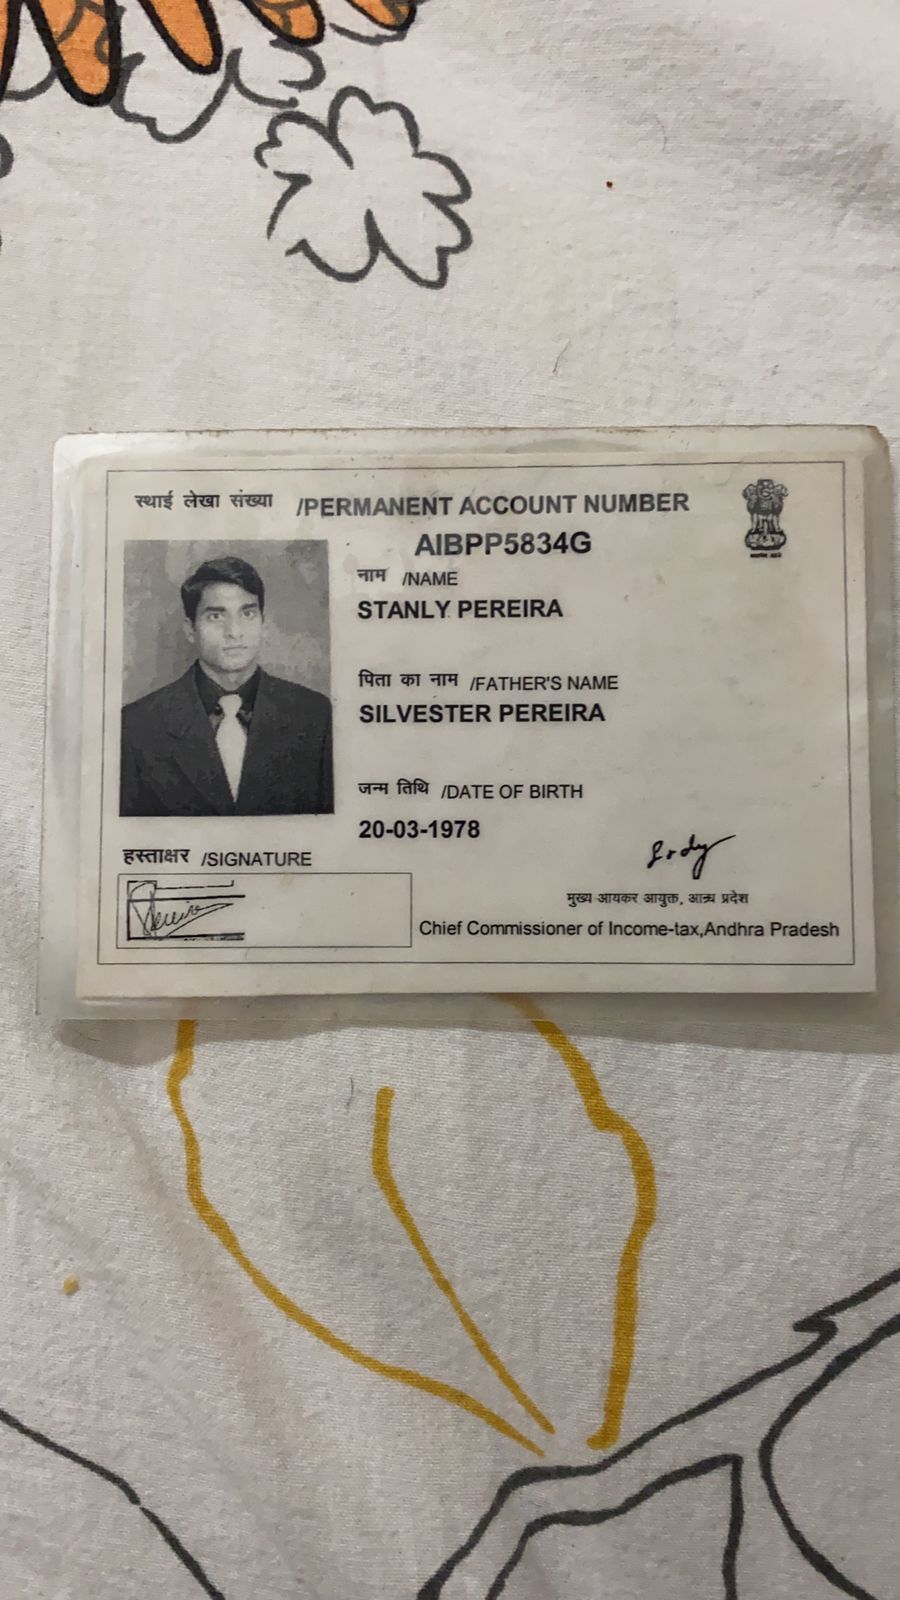 स्थाई लेखा संख्या /PERMANENT ACCOUNT NUMBER
AIBPP5834G
नाम /NAME
STANLY PEREIRA
पिता का नाम /FATHER'S NAME
SILVESTER PEREIRA
जन्म तिथि /DATE OF BIRTH
20-03-1978
हस्ताक्षर /SIGNATURE
Pereira
मुख्य आयकर आयुक्त, आन्ध्र प्रदेश
Chief Commissioner of Income-tax,Andhra Pradesh